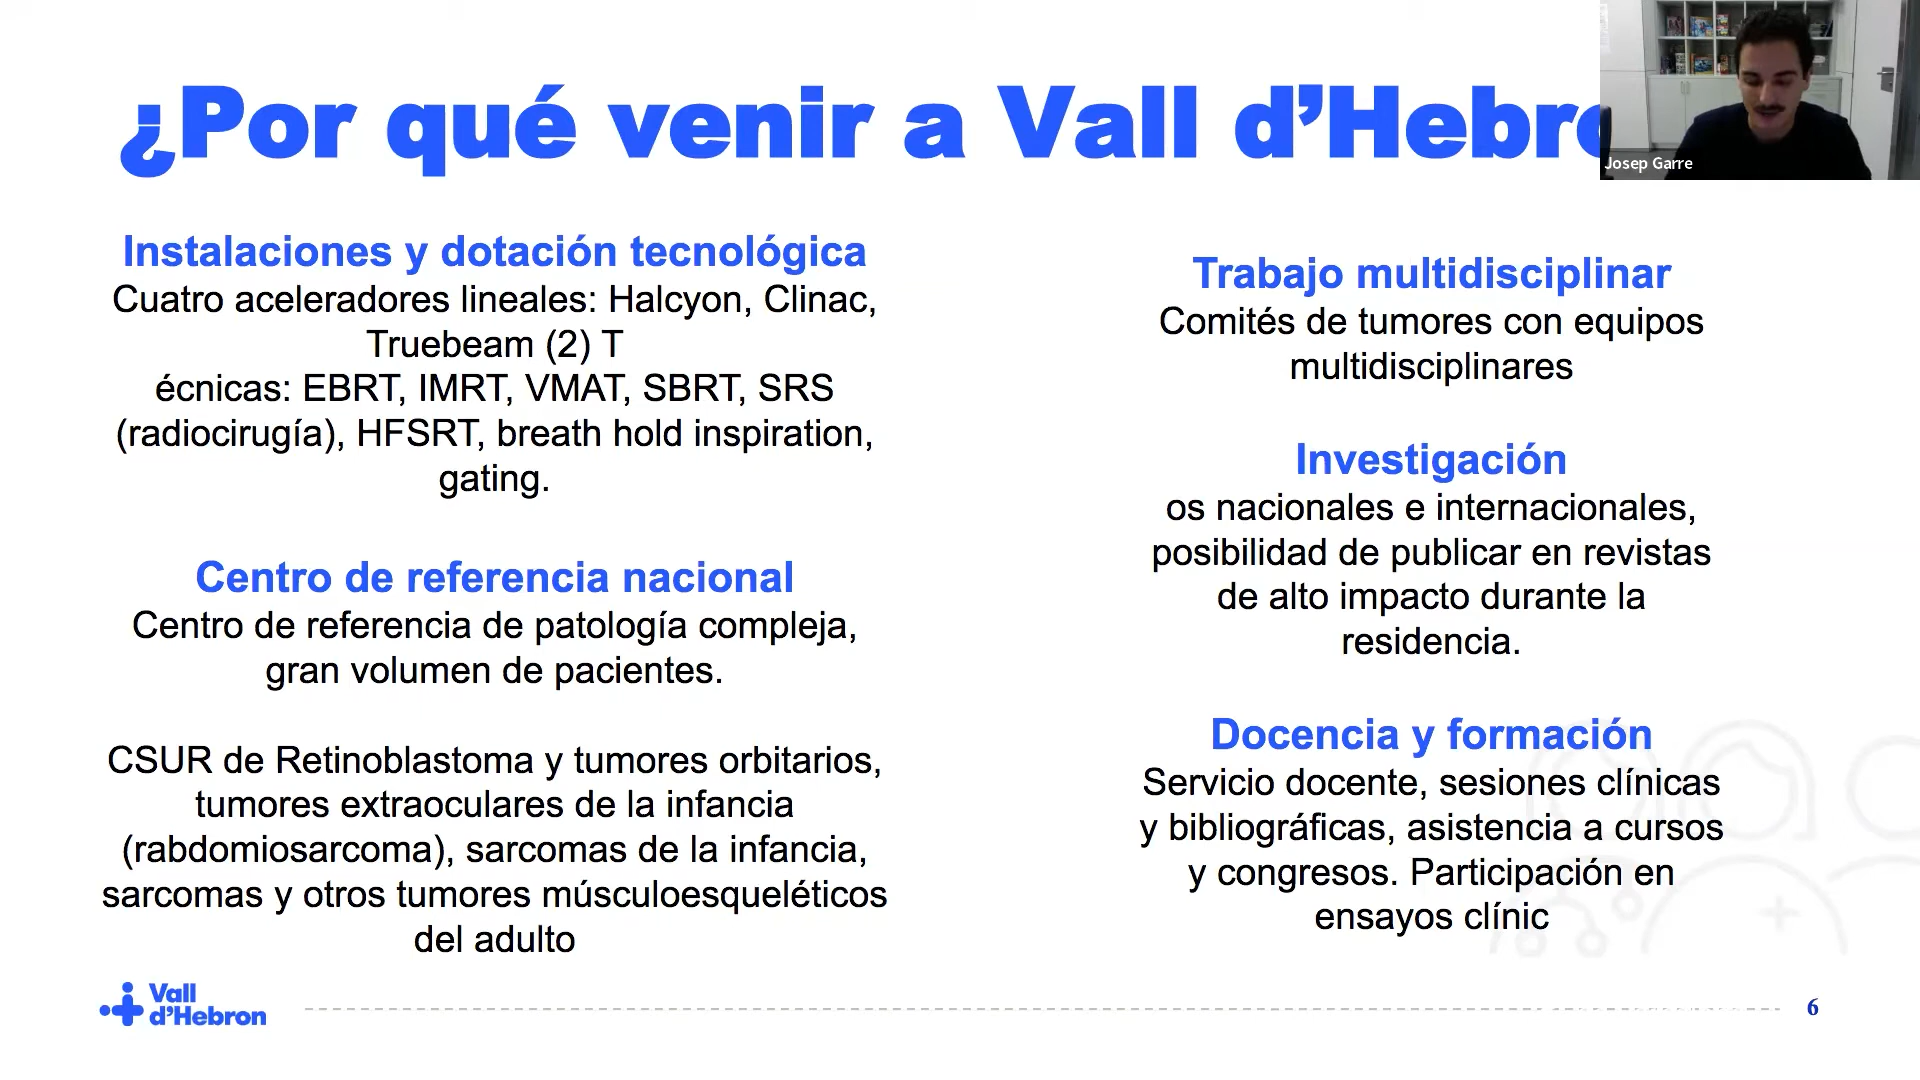 ¿Por qué venir a Vall d’Hebro
Josep Garre
Instalaciones y dotación tecnológica
Cuatro aceleradores lineales: Halcyon, Clinac,
Truebeam (2) T
écnicas: EBRT, IMRT, VMAT, SBRT, SRS
(radiocirugía), HFSRT, breath hold inspiration,
gating.
Centro de referencia nacional
Centro de referencia de patología compleja,
gran volumen de pacientes.
CSUR de Retinoblastoma y tumores orbitarios,
tumores extraoculares de la infancia
(rabdomiosarcoma), sarcomas de la infancia,
sarcomas y otros tumores músculoesqueléticos
del adulto
Trabajo multidisciplinar
Comités de tumores con equipos
multidisciplinares
Investigación
os nacionales e internacionales,
posibilidad de publicar en revistas
de alto impacto durante la
residencia.
Docencia y formación
Servicio docente, sesiones clínicas
y bibliográficas, asistencia a cursos
y congresos. Participación en
ensayos clínic
Vall
d’Hebron
6